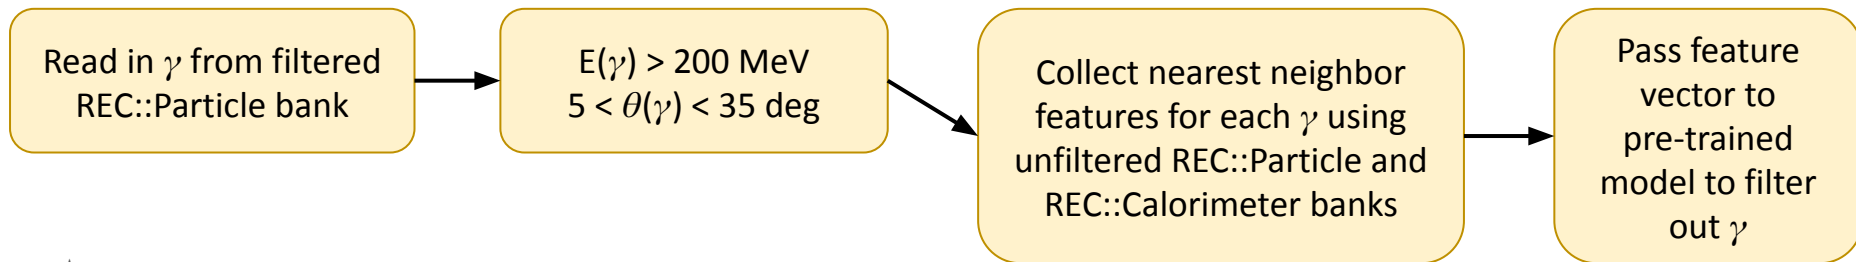 Read in γ from filtered
REC::Particle bank
E(γ) > 200 MeV
5 < θ(γ) < 35 deg
Collect nearest neighbor
features for each γ using
unfiltered REC::Particle and
REC::Calorimeter banks
Pass feature
vector to
pre-trained
model to filter
out γ